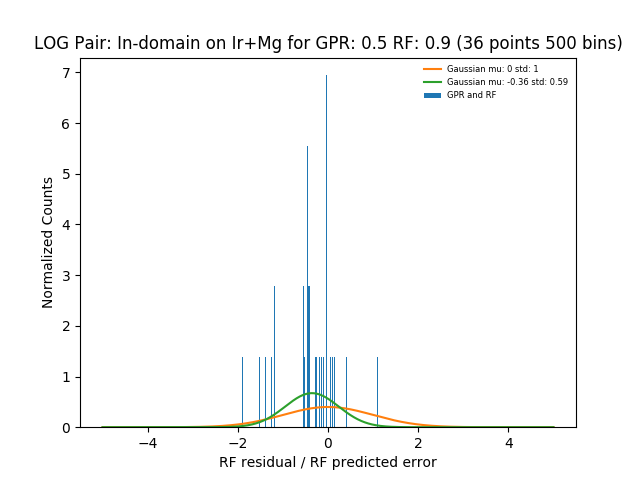 LOG Pair: In-domain on Ir+Mg for GPR: 0.5 RF: 0.9 (36 points 500 bins)
Gaussian mu: 0 std: 1
Gaussian mu: -0.36 std: 0.59
GPR and RF
Normalized Counts
7
6
5
4
3
2
1
0
−4
−2
0
2
4
RF residual / RF predicted error